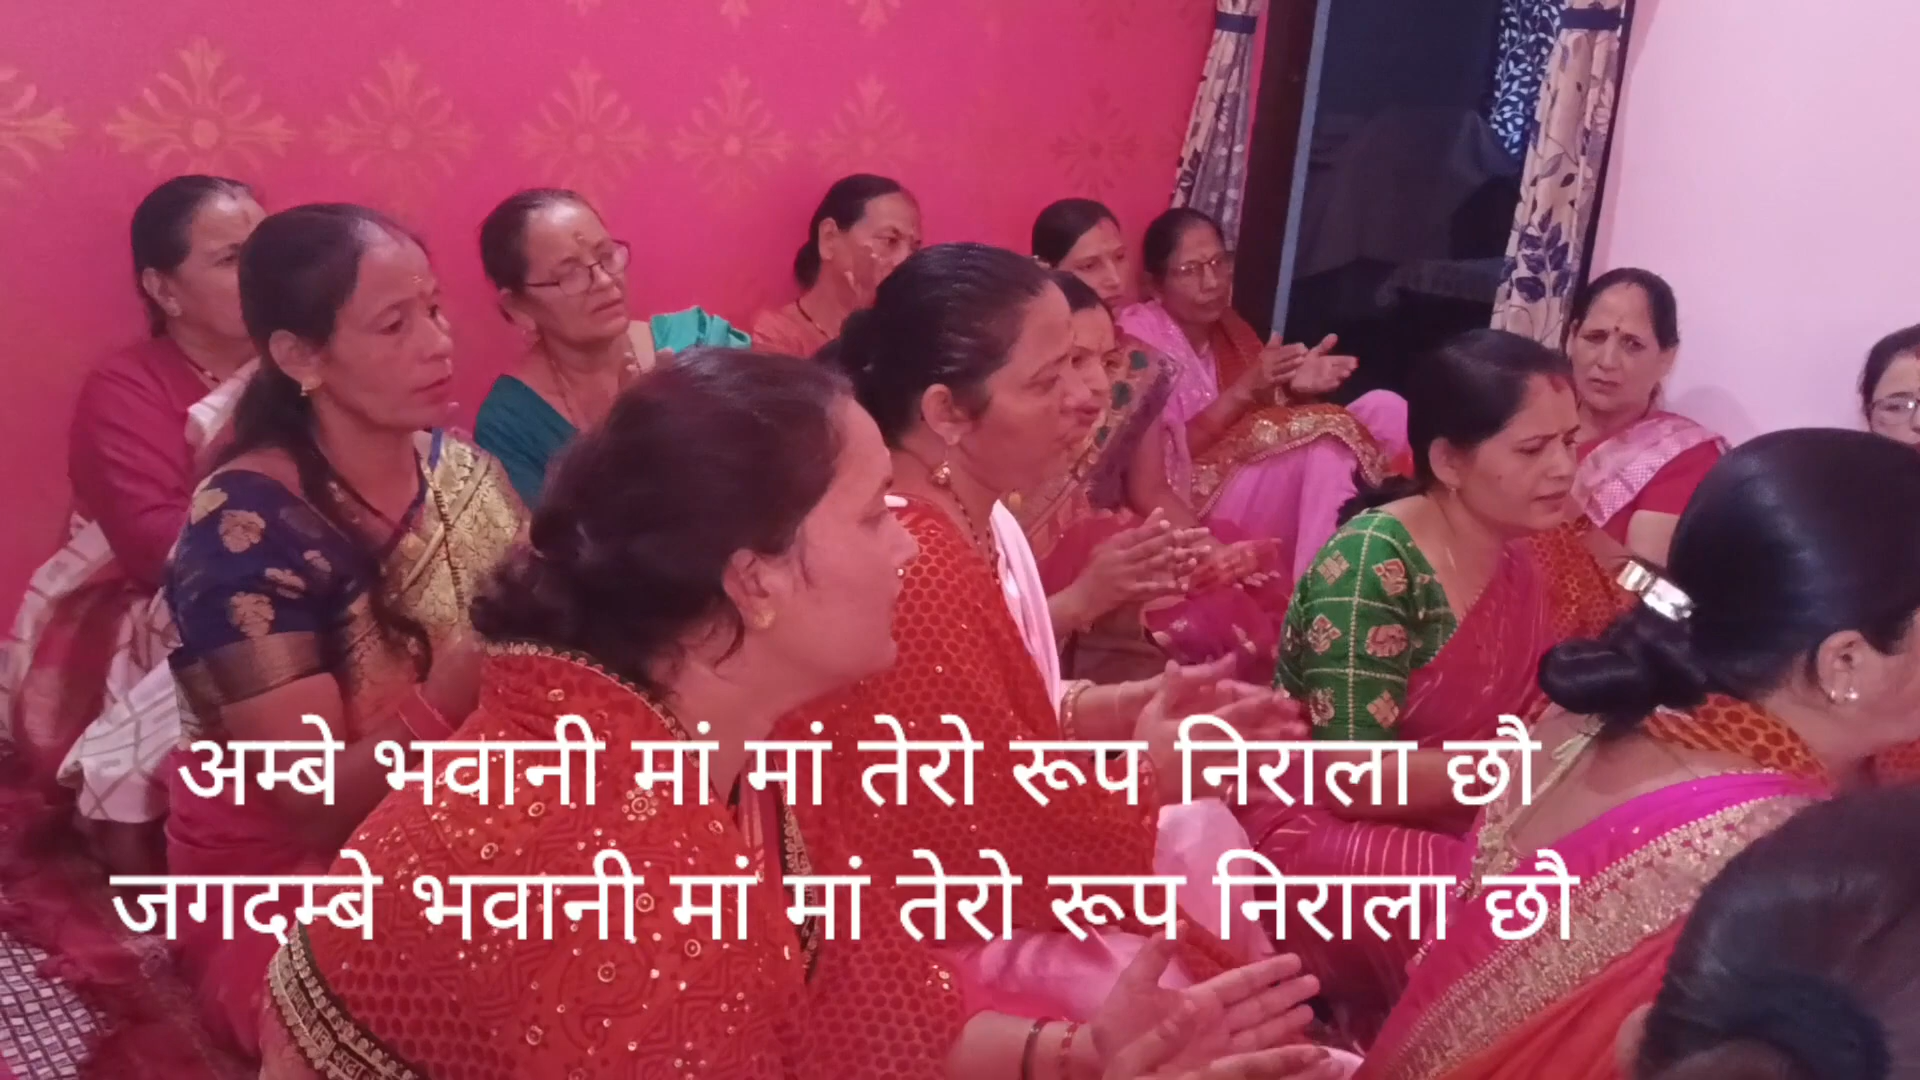 अम्बे भवानी मां मां तेरो रूप निराला छौ
जगदम्बे भवानी मां मां तेरो रूप निराला छौ